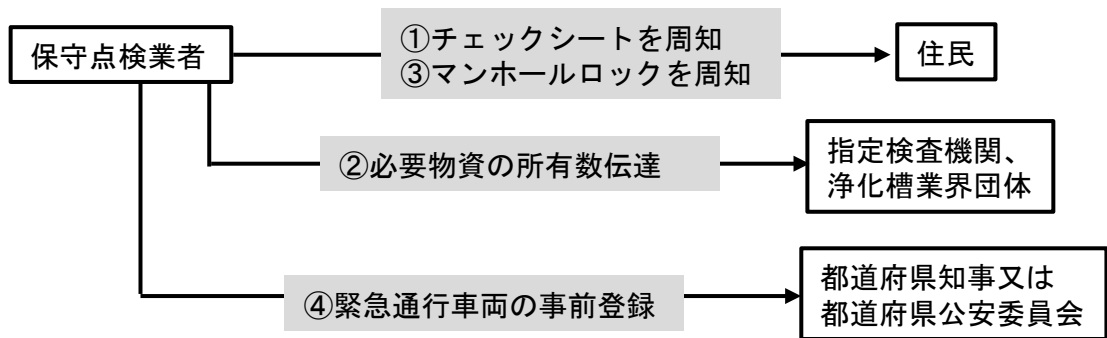 保守点検業者
①チェックシートを周知
③マンホールロックを周知
住民
②必要物資の所有数伝達
指定検査機関、
浄化槽業界団体
④緊急通行車両の事前登録
都道府県知事又は
都道府県公安委員会